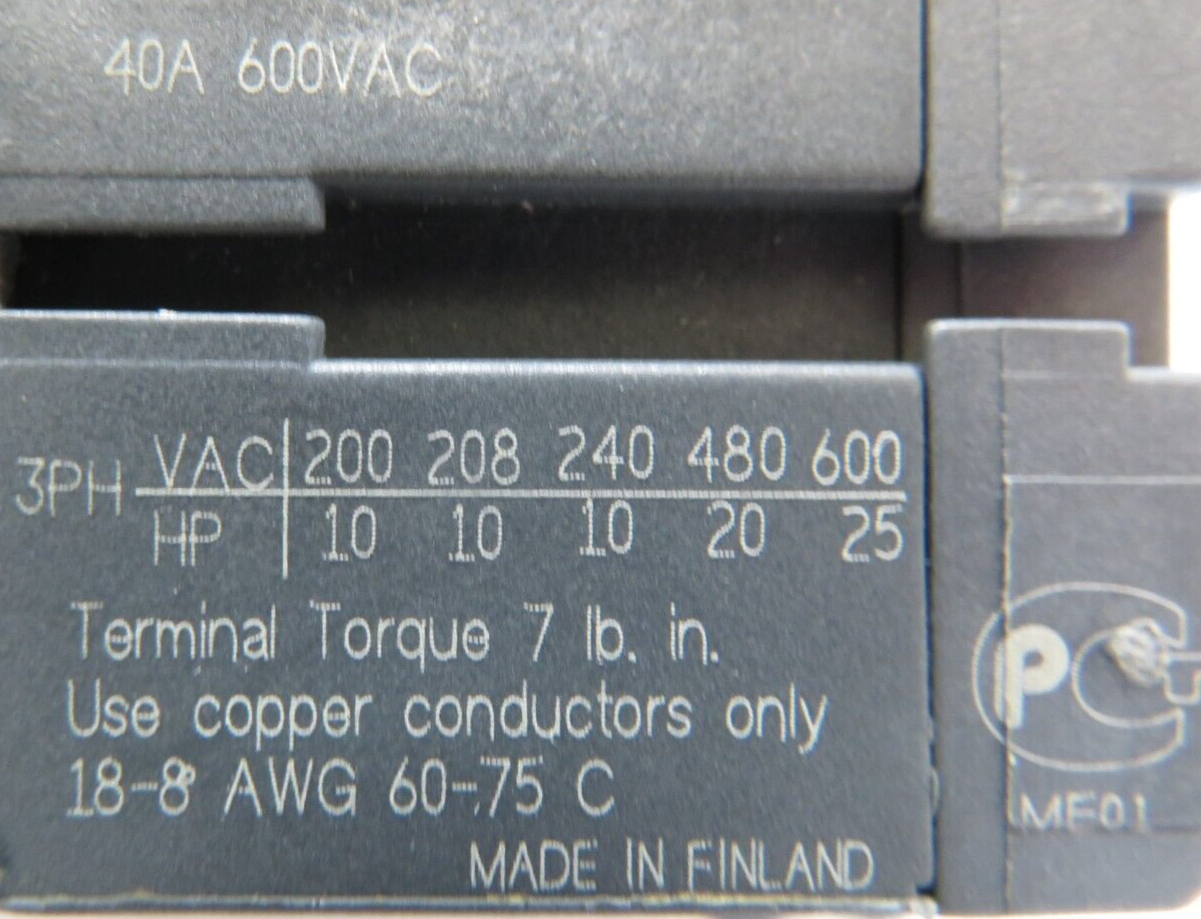 40A 600VAC
3PH VAC 200 208 240 480 600
HP 10 10 10 20 25
Terminal Torque 7 lb. in.
Use copper conductors only
18-8 AWG 60-75 C
MADE IN FINLAND
PC
MF01